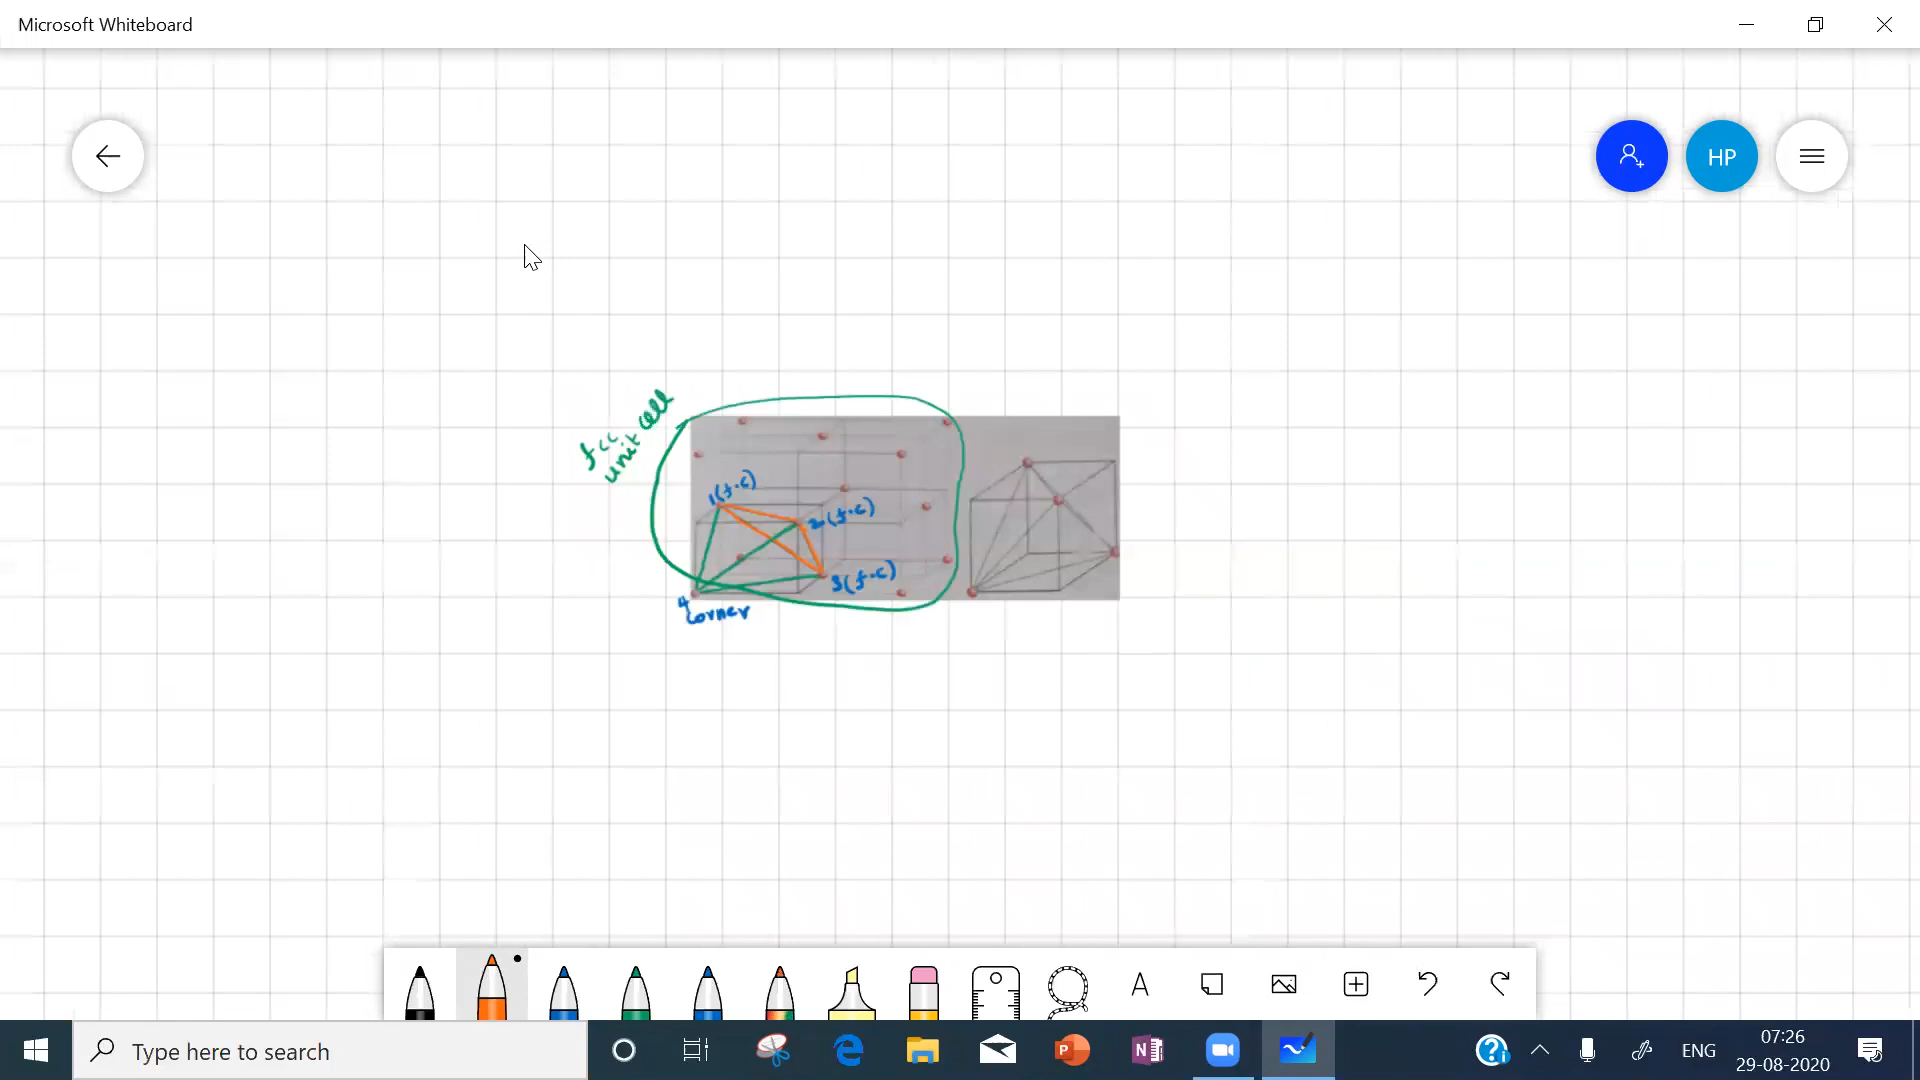 Microsoft Whiteboard
HP
fcc
unit cell
1(f.c)
2(f.c)
3(f.c)
4
Corner
A
Type here to search
P
N
ENG
07:26
29-08-2020